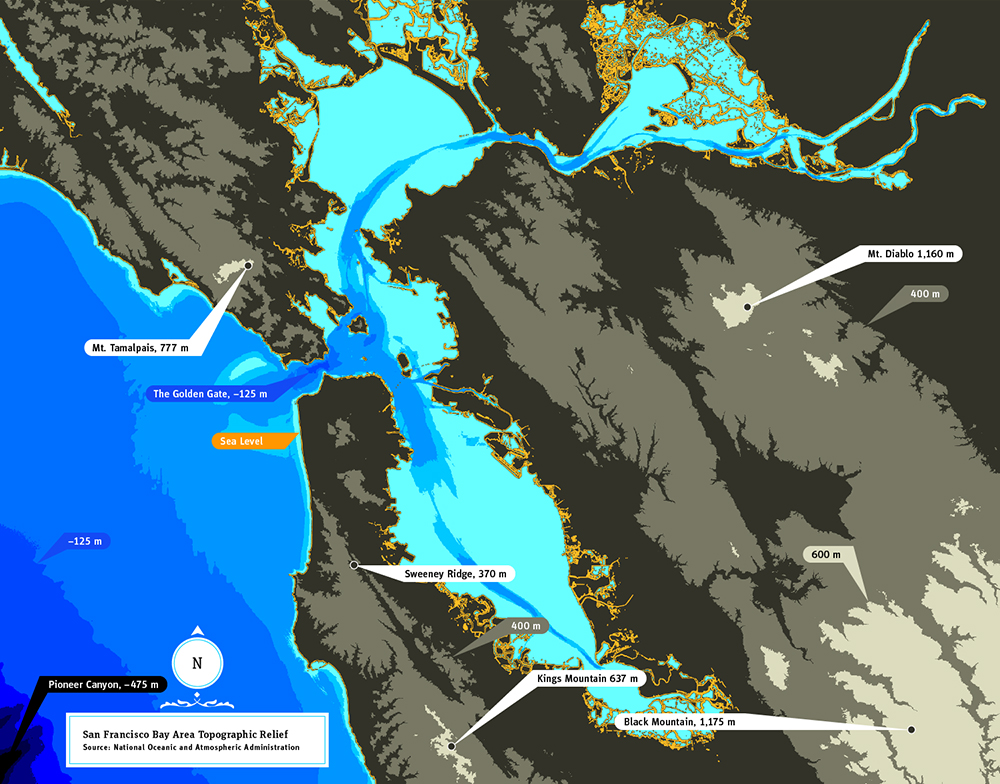 Mt. Diablo 1,160 m
400 m
Mt. Tamalpais, 777 m
The Golden Gate, −125 m
Sea Level
−125 m
600 m
Sweeney Ridge, 370 m
400 m
N
Kings Mountain 637 m
Pioneer Canyon, −475 m
Black Mountain, 1,175 m
San Francisco Bay Area Topographic Relief
Source: National Oceanic and Atmospheric Administration